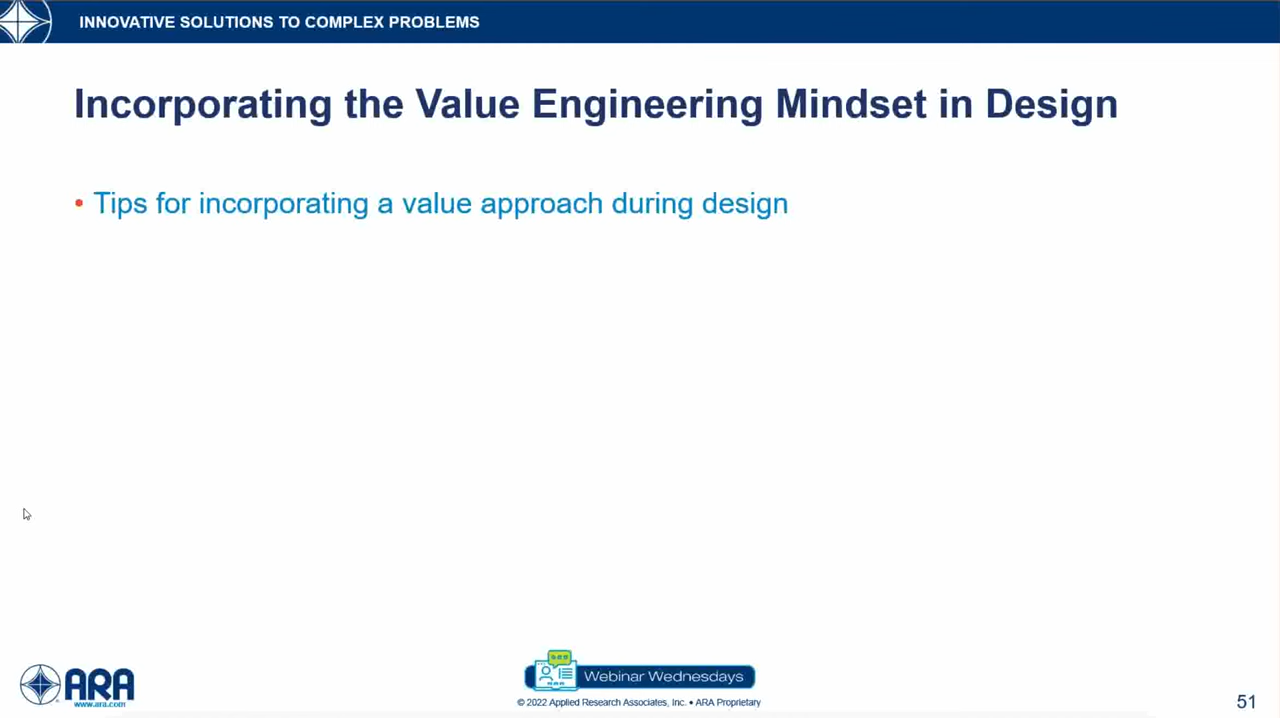 INNOVATIVE SOLUTIONS TO COMPLEX PROBLEMS
Incorporating the Value Engineering Mindset in Design
• Tips for incorporating a value approach during design
ARA
www.ara.com
Webinar Wednesdays
© 2022 Applied Research Associates, Inc. • ARA Proprietary
51